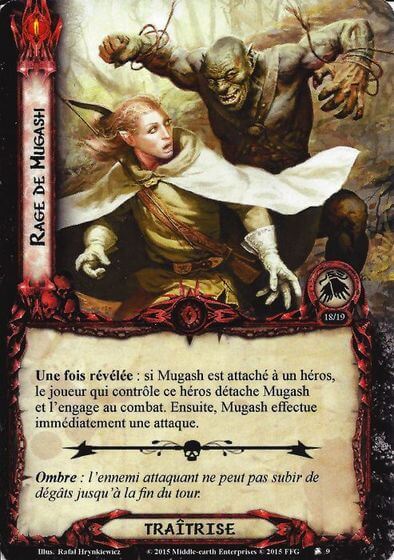 RAGE DE MUGASH
18/19
Une fois révélée : si Mugash est attaché à un héros,
le joueur qui contrôle ce héros détache Mugash
et l'engage au combat. Ensuite, Mugash effectue
immédiatement une attaque.
Ombre : l'ennemi attaquant ne peut pas subir de
dégâts jusqu'à la fin du tour.
TRAÎTRISE
Illus. Rafał Hrynkiewicz © 2015 Middle-earth Enterprises © 2015 FFG 9